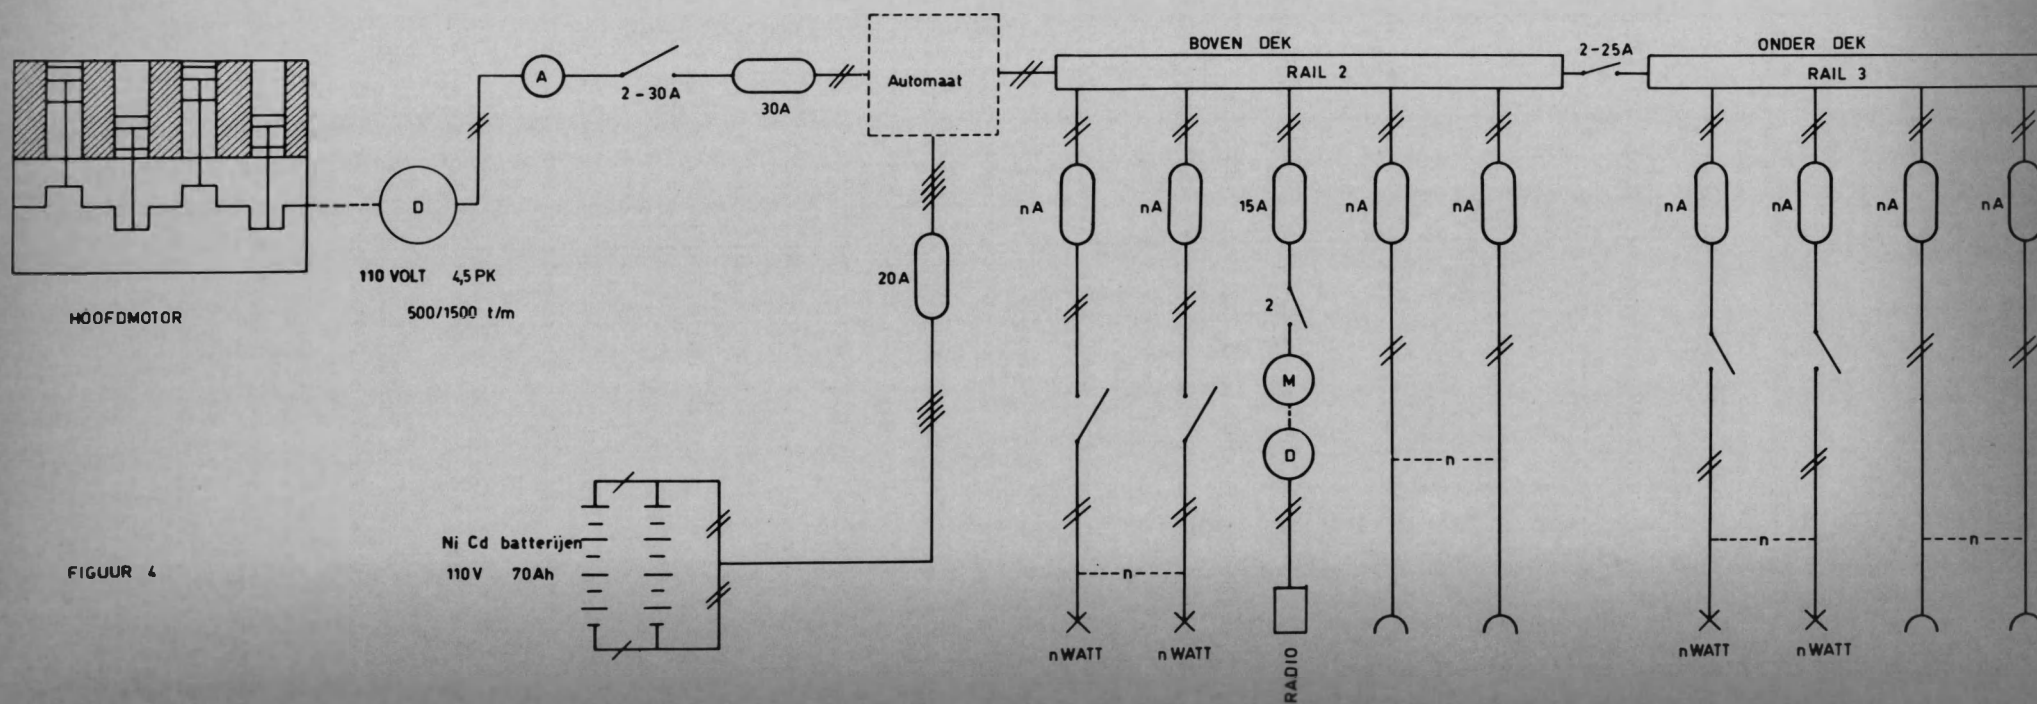 BOVEN DEK
2-25A
ONDER DEK
A
2-30A
30A
Automaat
RAIL 2
RAIL 3
D
110 VOLT 4,5 PK
500/1500 t/m
HOOFDMOTOR
20A
nA
nA
15A
nA
nA
nA
nA
nA
nA
2
M
D
n
n
n
n
Ni Cd batterijen
110V 70Ah
FIGUUR 4
nWATT
nWATT
RADIO
nWATT
nWATT